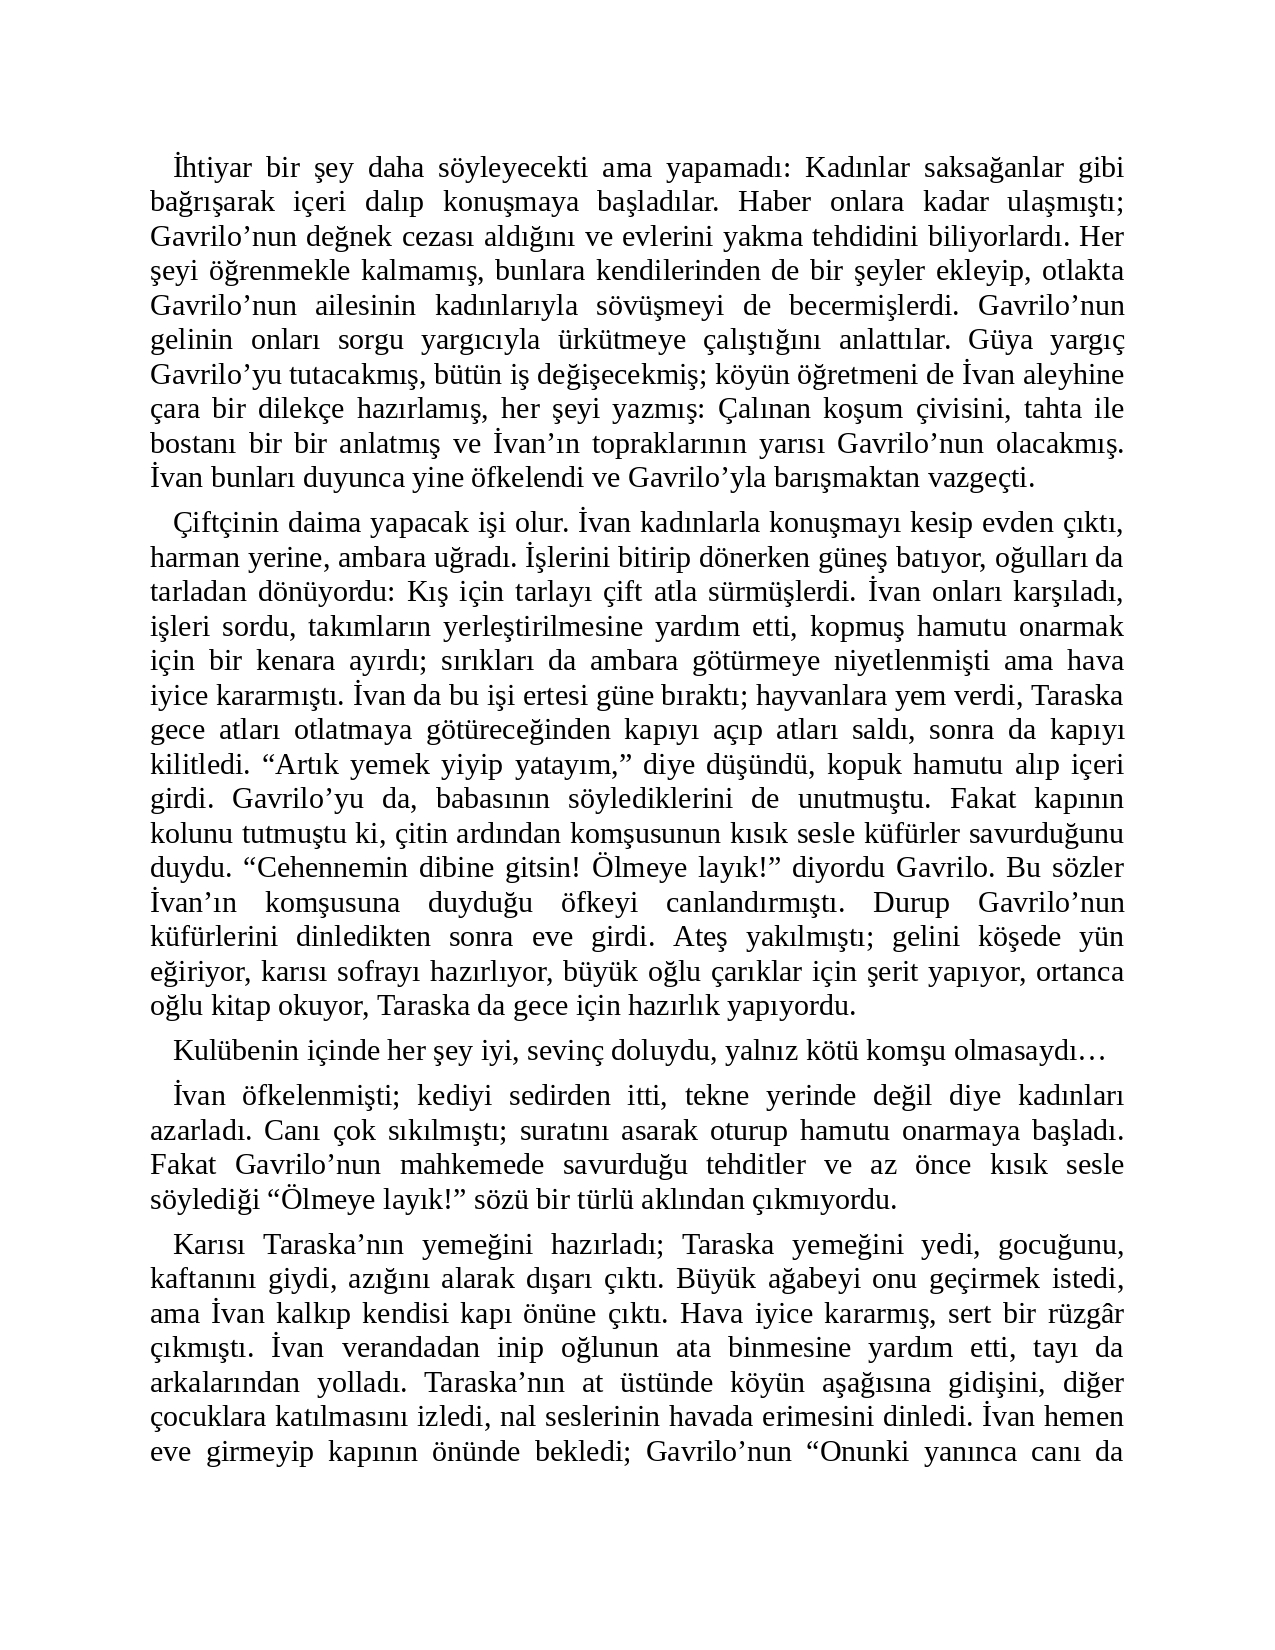 İhtiyar bir şey daha söyleyecekti ama yapamadı: Kadınlar saksağanlar gibi
bağrışarak içeri dalıp konuşmaya başladılar. Haber onlara kadar ulaşmıştı;
Gavrilo’nun değnek cezası aldığını ve evlerini yakma tehdidini biliyorlardı. Her
şeyi öğrenmekle kalmamış, bunlara kendilerinden de bir şeyler ekleyip, otlakta
Gavrilo’nun ailesinin kadınlarıyla sövüşmeyi de becermişlerdi. Gavrilo’nun
gelinin onları sorgu yargıcıyla ürkütmeye çalıştığını anlattılar. Güya yargıç
Gavrilo’yu tutacakmış, bütün iş değişecekmiş; köyün öğretmeni de İvan aleyhine
çara bir dilekçe hazırlamış, her şeyi yazmış: Çalınan koşum çivisini, tahta ile
bostanı bir bir anlatmış ve İvan’ın topraklarının yarısı Gavrilo’nun olacakmış.
İvan bunları duyunca yine öfkelendi ve Gavrilo’yla barışmaktan vazgeçti.
Çiftçinin daima yapacak işi olur. İvan kadınlarla konuşmayı kesip evden çıktı,
harman yerine, ambara uğradı. İşlerini bitirip dönerken güneş batıyor, oğulları da
tarladan dönüyordu: Kış için tarlayı çift atla sürmüşlerdi. İvan onları karşıladı,
işleri sordu, takımların yerleştirilmesine yardım etti, kopmuş hamutu onarmak
için bir kenara ayırdı; sırıkları da ambara götürmeye niyetlenmişti ama hava
iyice kararmıştı. İvan da bu işi ertesi güne bıraktı; hayvanlara yem verdi, Taraska
gece atları otlatmaya götüreceğinden kapıyı açıp atları saldı, sonra da kapıyı
kilitledi. “Artık yemek yiyip yatayım,” diye düşündü, kopuk hamutu alıp içeri
girdi. Gavrilo’yu da, babasının söylediklerini de unutmuştu. Fakat kapının
kolunu tutmuştu ki, çitin ardından komşusunun kısık sesle küfürler savurduğunu
duydu. “Cehennemin dibine gitsin! Ölmeye layık!” diyordu Gavrilo. Bu sözler
İvan’ın komşusuna duyduğu öfkeyi canlandırmıştı. Durup Gavrilo’nun
küfürlerini dinledikten sonra eve girdi. Ateş yakılmıştı; gelini köşede yün
eğiriyor, karısı sofrayı hazırlıyor, büyük oğlu çarıklar için şerit yapıyor, ortanca
oğlu kitap okuyor, Taraska da gece için hazırlık yapıyordu.
Kulübenin içinde her şey iyi, sevinç doluydu, yalnız kötü komşu olmasaydı…
İvan öfkelenmişti; kediyi sedirden itti, tekne yerinde değil diye kadınları
azarladı. Canı çok sıkılmıştı; suratını asarak oturup hamutu onarmaya başladı.
Fakat Gavrilo’nun mahkemede savurduğu tehditler ve az önce kısık sesle
söylediği “Ölmeye layık!” sözü bir türlü aklından çıkmıyordu.
Karısı Taraska’nın yemeğini hazırladı; Taraska yemeğini yedi, gocuğunu,
kaftanını giydi, azığını alarak dışarı çıktı. Büyük ağabeyi onu geçirmek istedi,
ama İvan kalkıp kendisi kapı önüne çıktı. Hava iyice kararmış, sert bir rüzgâr
çıkmıştı. İvan verandadan inip oğlunun ata binmesine yardım etti, tayı da
arkalarından yolladı. Taraska’nın at üstünde köyün aşağısına gidişini, diğer
çocuklara katılmasını izledi, nal seslerinin havada erimesini dinledi. İvan hemen
eve girmeyip kapının önünde bekledi; Gavrilo’nun “Onunki yanınca canı da